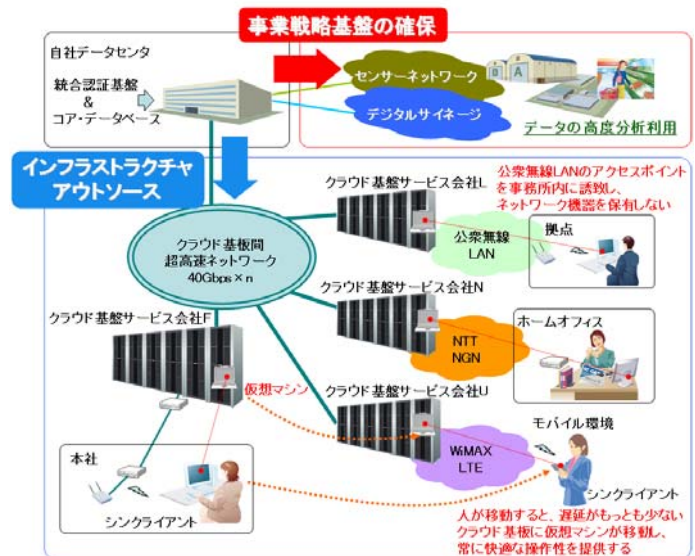 事業戦略基盤の確保
自社データセンタ
統合認証基盤
&
コア・データベース
センサーネットワーク
デジタルサイネージ
D
A
データの高度分析利用
インフラストラクチャ
アウトソース
クラウド基板間
超高速ネットワーク
40Gbps×n
クラウド基盤サービス会社L
公衆無線LANのアクセスポイント
を事務所内に誘致し、
ネットワーク機器を保有しない
公衆無線
LAN
拠点
クラウド基盤サービス会社N
NTT
NGN
ホームオフィス
クラウド基盤サービス会社F
仮想マシン
クラウド基盤サービス会社U
WiMAX
LTE
モバイル環境
シンクライアント
本社
シンクライアント
人が移動すると、遅延がもっとも少ない
クラウド基板に仮想マシンが移動し、
常に快適な操作性を提供する